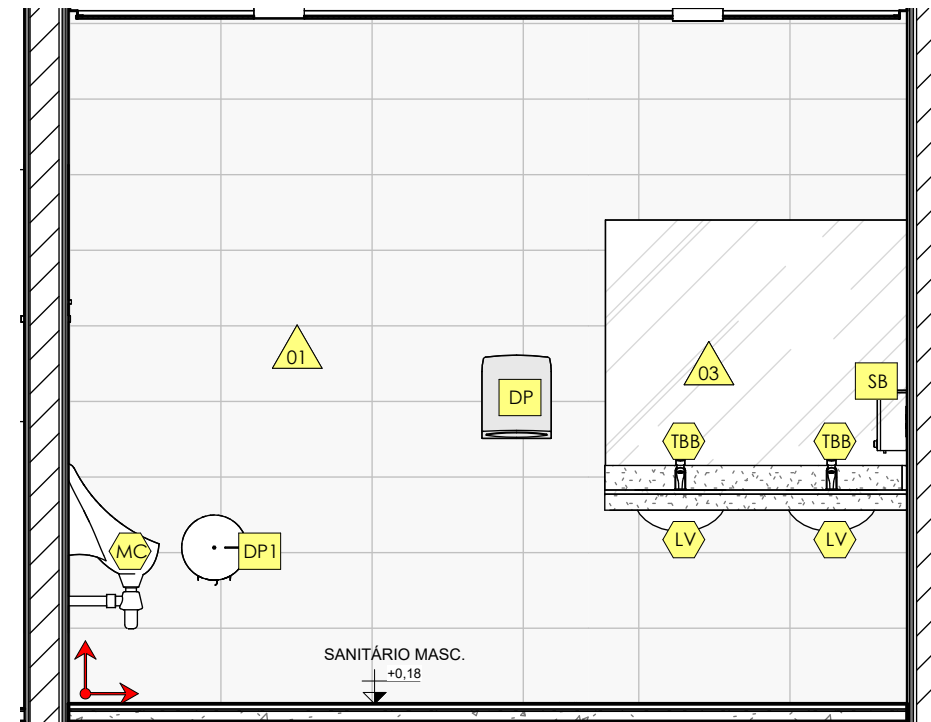 01
DP
03
SB
TBB
TBB
LV
LV
MC
DP1
SANITÁRIO MASC.
+0,18